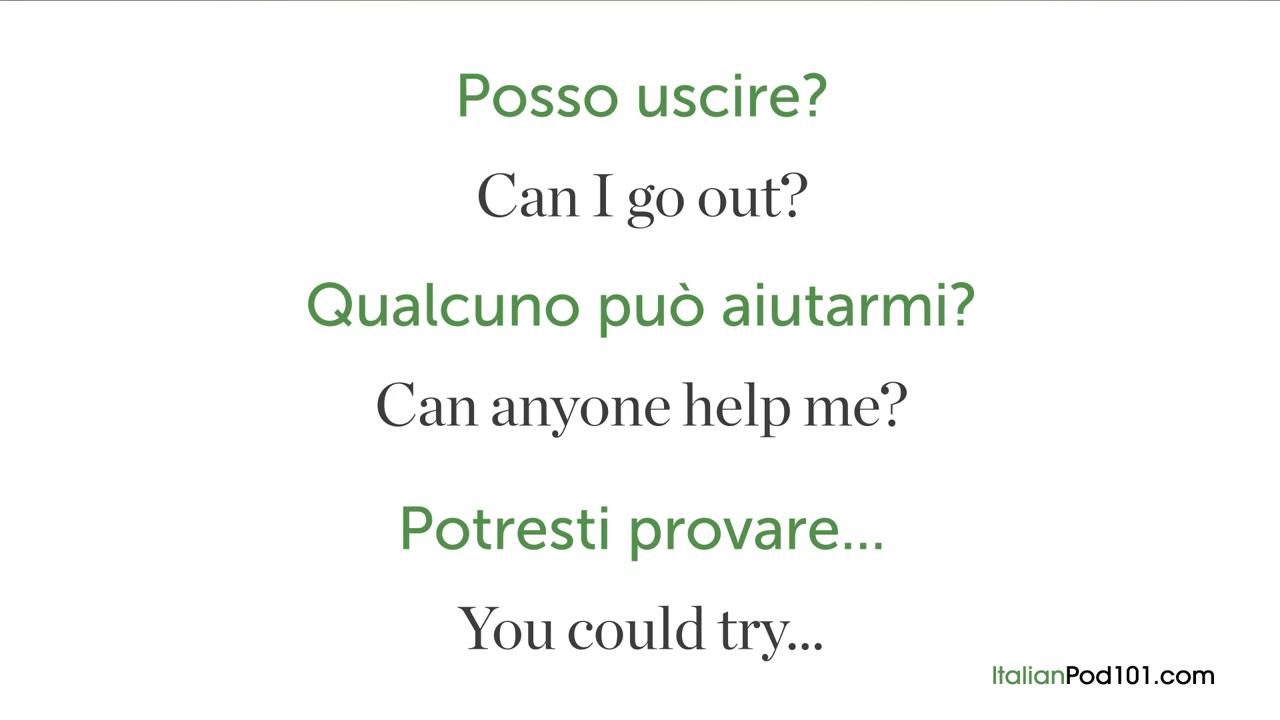 Posso uscire?
Can I go out?
Qualcuno può aiutarmi?
Can anyone help me?
Potresti provare...
You could try...
ItalianPod101.com